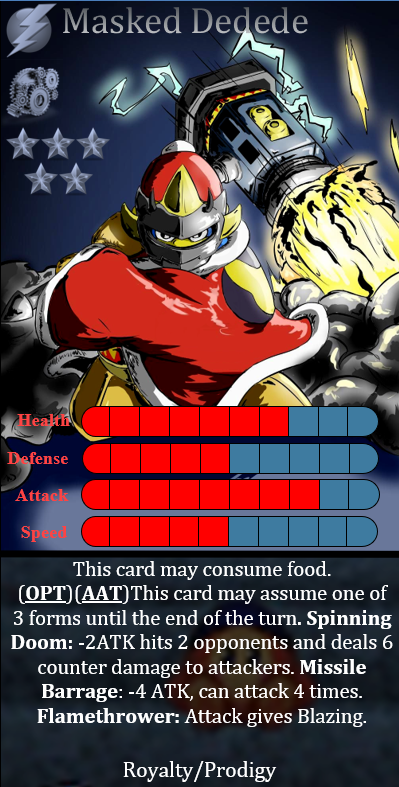 Masked Dedede
Health
Defense
Attack
Speed
This card may consume food.
(OPT)(AAT)This card may assume one of
3 forms until the end of the turn. Spinning
Doom: -2ATK hits 2 opponents and deals 6
counter damage to attackers. Missile
Barrage: -4 ATK, can attack 4 times.
Flamethrower: Attack gives Blazing.
Royalty/Prodigy